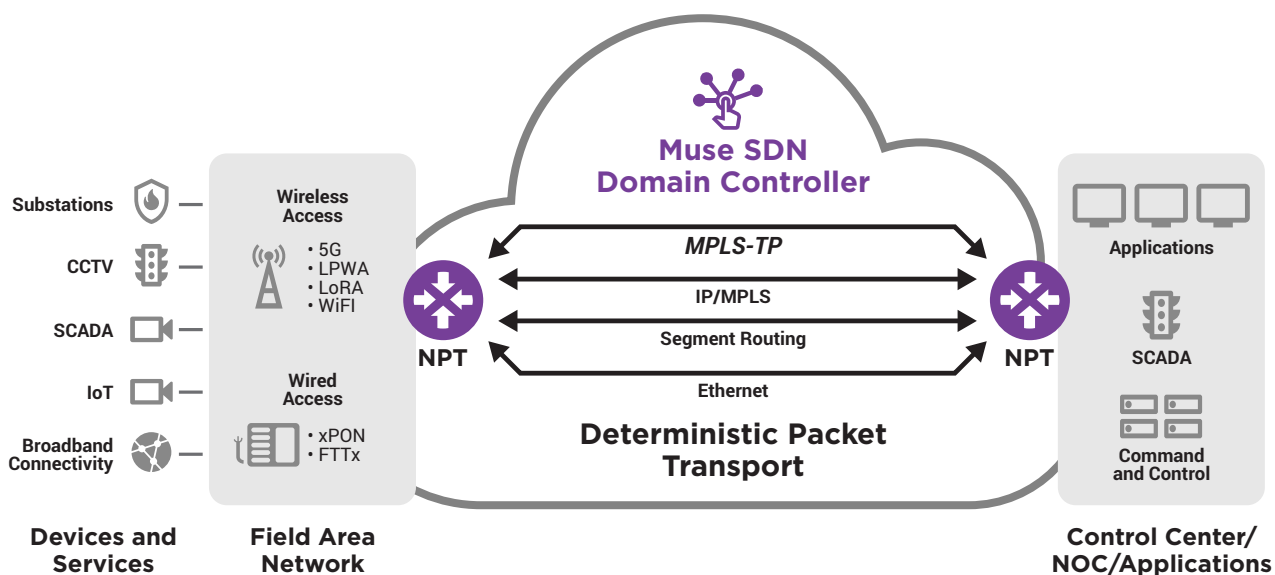 Muse SDN
Domain Controller
Substations
CCTV
SCADA
IoT
Broadband
Connectivity
Devices and
Services
Wireless
Access
• 5G
• LPWA
• LoRA
• WiFI
Wired
Access
• xPON
• FTTx
Field Area
Network
NPT
MPLS-TP
IP/MPLS
Segment Routing
Ethernet
Deterministic Packet
Transport
NPT
Applications
SCADA
Command
and Control
Control Center/
NOC/Applications